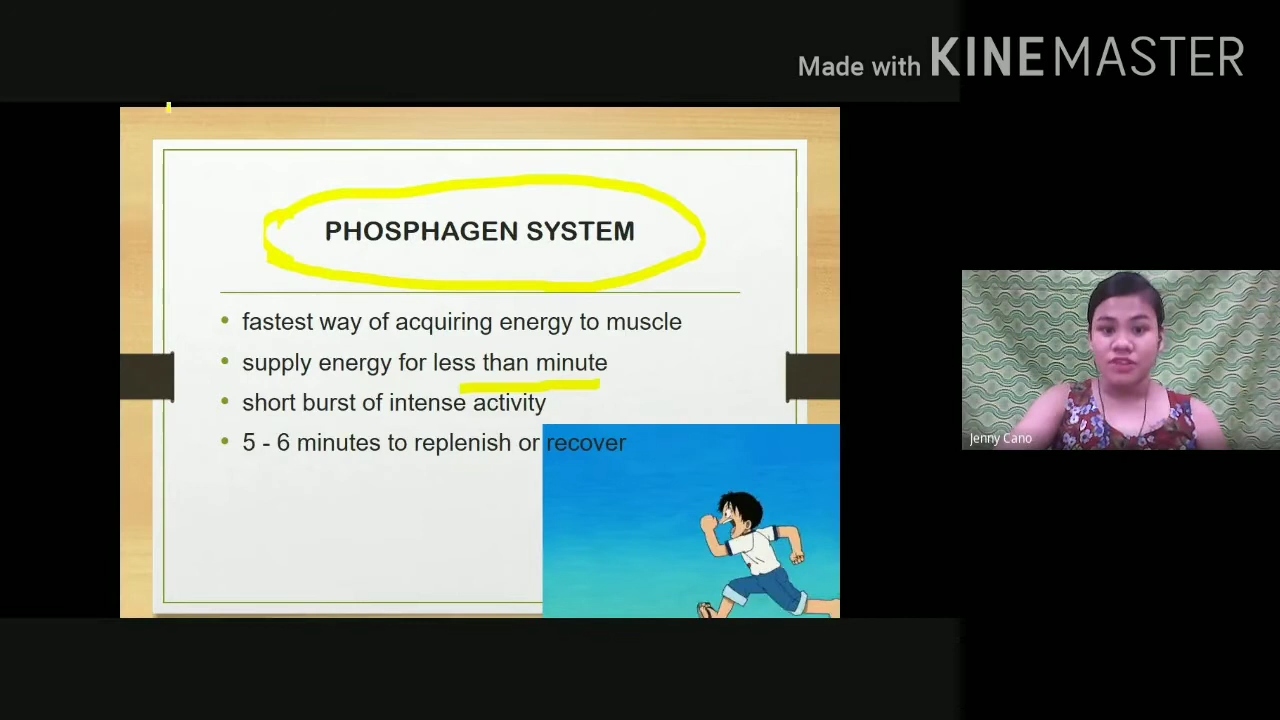 Made with KINEMASTER
PHOSPHAGEN SYSTEM
• fastest way of acquiring energy to muscle
• supply energy for less than minute
• short burst of intense activity
• 5 - 6 minutes to replenish or recover
Jenny Cano